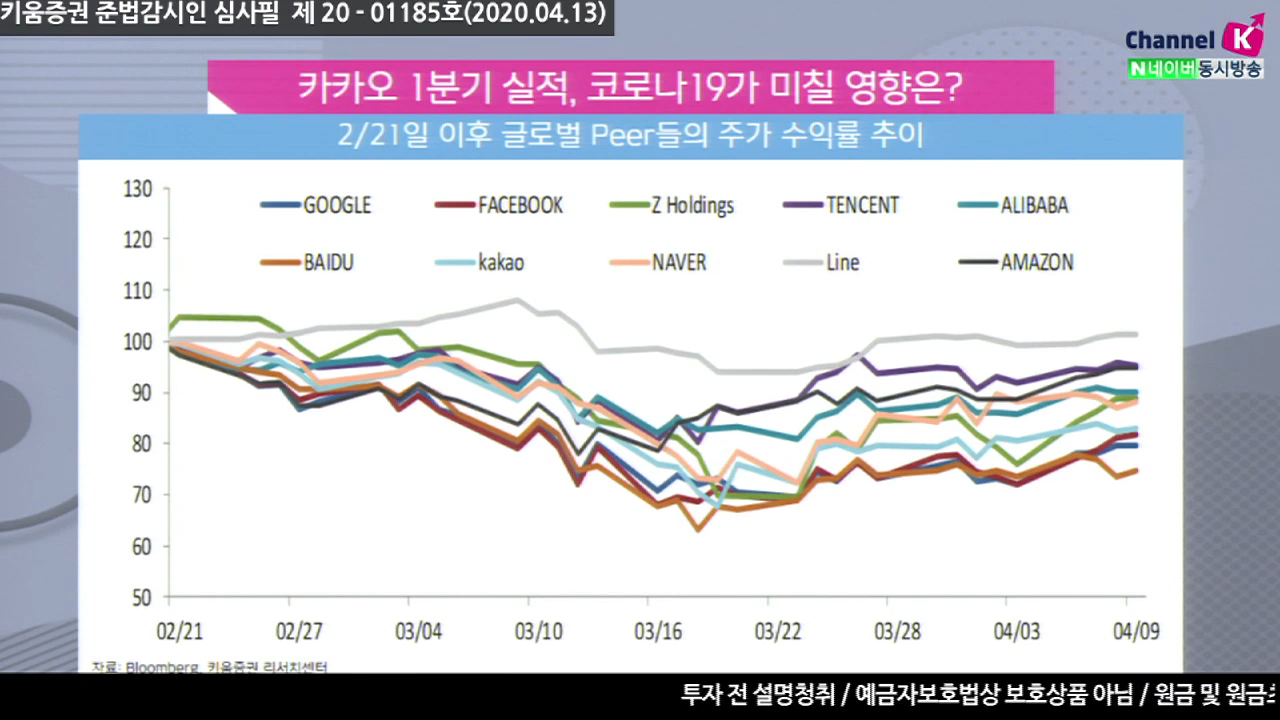 키움증권 준법감시인 심사필 제 20 - 01185호(2020.04.13)
Channel K
N 네이버 동시방송
카카오 1분기 실적, 코로나19가 미칠 영향은?
2/21일 이후 글로벌 Peer들의 주가 수익률 추이
GOOGLE FACEBOOK Z Holdings TENCENT ALIBABA
BAIDU kakao NAVER Line AMAZON
130
120
110
100
90
80
70
60
50
02/21 02/27 03/04 03/10 03/16 03/22 03/28 04/03 04/09
자료: Bloomberg, 키움증권 리서치센터
투자 전 설명청취 / 예금자보호법상 보호상품 아님 / 원금 및 원금초